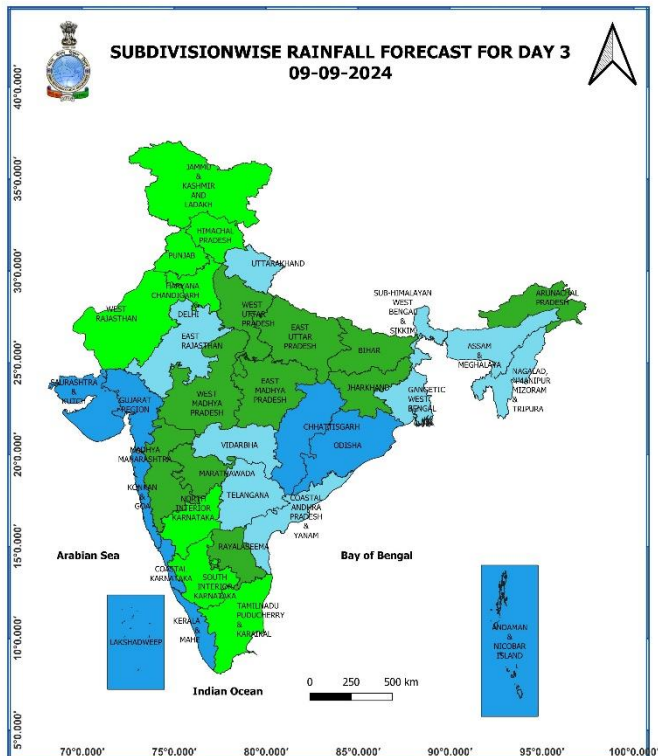 SUBDIVISIONWISE RAINFALL FORECAST FOR DAY 3
09-09-2024
40°0.000'
35°0.000'
30°0.000'
25°0.000'
20°0.000'
15°0.000'
10°0.000'
5°0.000'
JAMMU
&
KASHMIR
AND
LADAKH
HIMACHAL
PRADESH
PUNJAB
UTTARAKHAND
HARYANA
CHANDIGARH
DELHI
WEST
RAJASTHAN
WEST
UTTAR
PRADESH
SUB-HIMALAYAN
WEST
BENGAL
&
SIKKIM
ARUNACHAL
PRADESH
EAST
RAJASTHAN
EAST
UTTAR
PRADESH
BIHAR
ASSAM
&
MEGHALAYA
NAGALAD,
MANIPUR
MIZORAM
&
TRIPURA
SAURASHTRA
&
KUTCH
GUJARAT
REGION
WEST
MADHYA
PRADESH
EAST
MADHYA
PRADESH
JHARKHAND
GANGETIC
WEST
BENGAL
CHHATTISGARH
ODISHA
VIDARBHA
MADHYA
MAHARASHTRA
MARATHAWADA
KONKAN
&
GOA
TELANGANA
COASTAL
ANDHRA
PRADESH
&
YANAM
NORTH
INTERIOR
KARNATAKA
RAYALASEEMA
Arabian Sea
Bay of Bengal
COASTAL
KARNATAKA
SOUTH
INTERIOR
KARNATAKA
TAMILNADU
PUDUCHERRY
&
KARAIKAL
KERALA
&
MAHE
LAKSHADWEEP
ANDAMAN
&
NICOBAR
ISLAND
Indian Ocean
0 250 500 km
70°0.000' 75°0.000' 80°0.000' 85°0.000' 90°0.000' 95°0.000' 100°0.000'